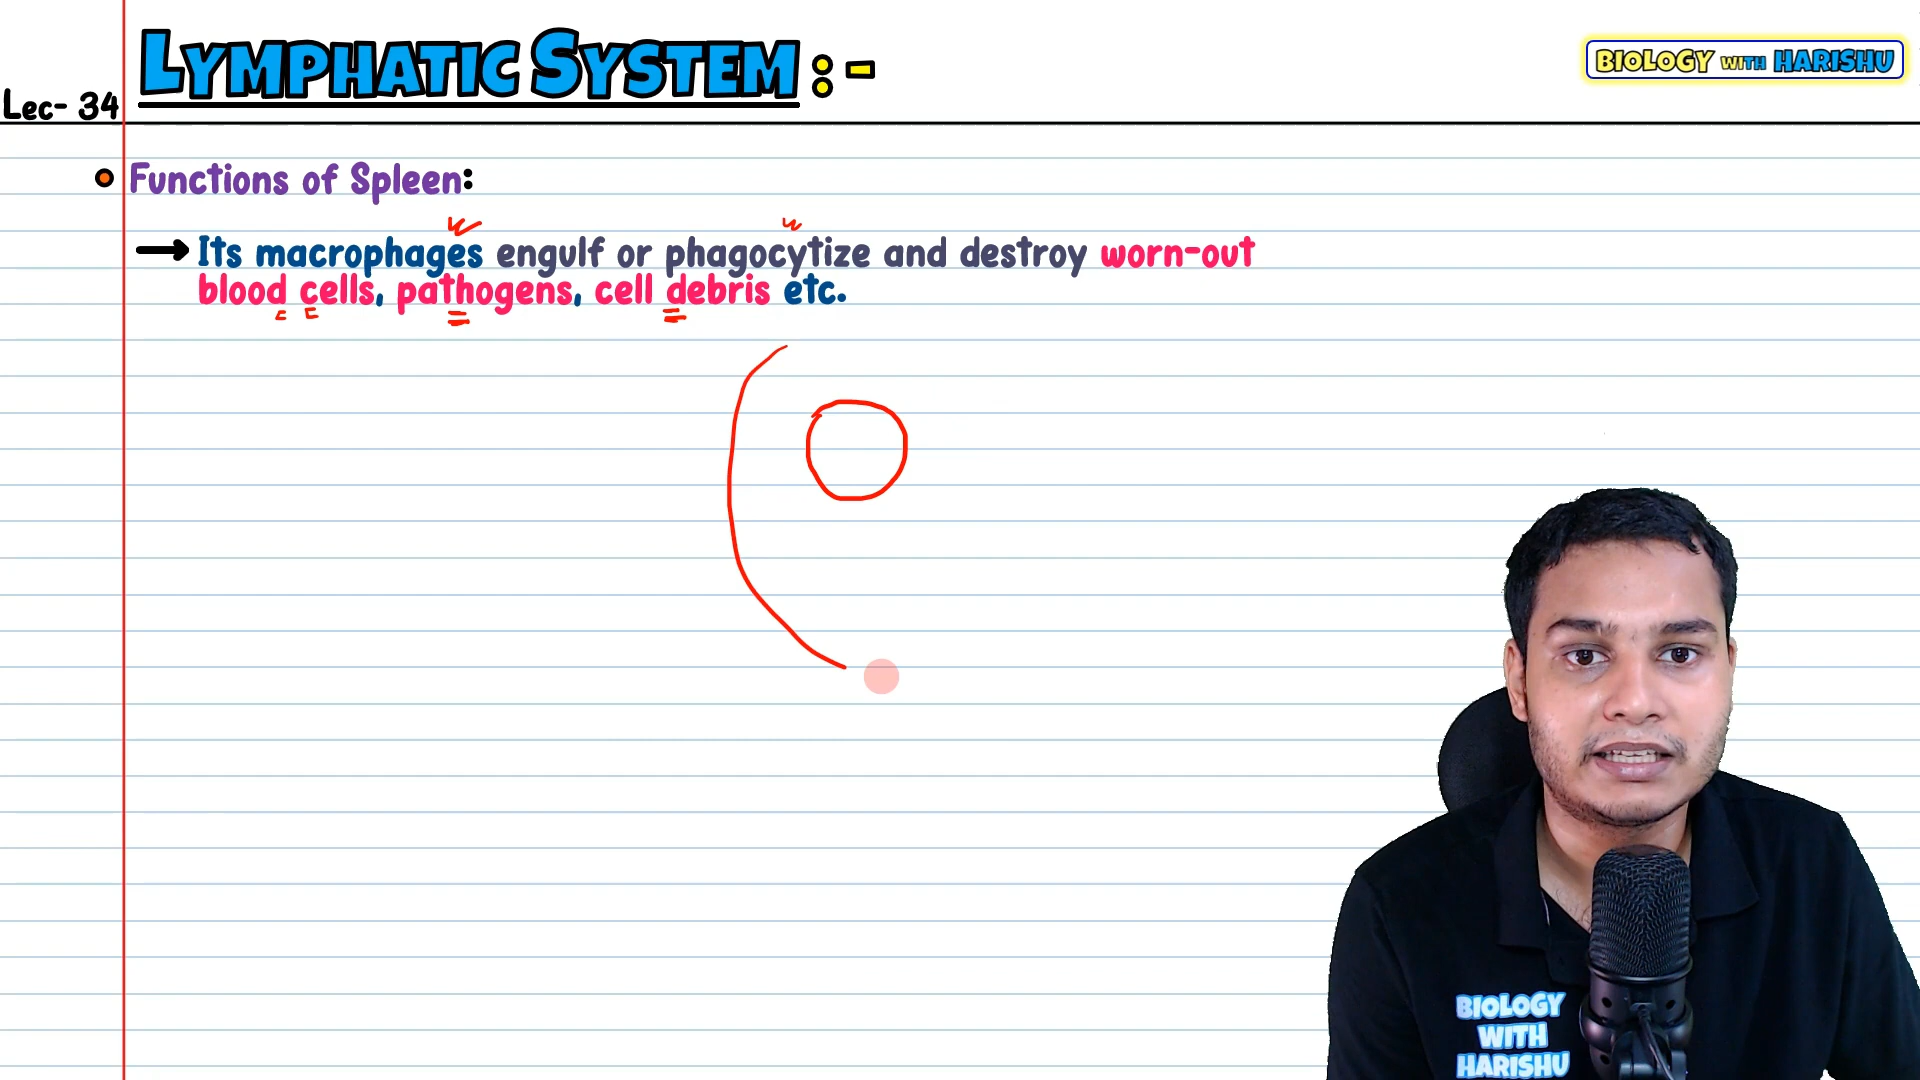 LYMPHATIC SYSTEM :-
BIOLOGY WITH HARISHU
Lec- 34
Functions of Spleen:
Its macrophages engulf or phagocytize and destroy worn-out
blood cells, pathogens, cell debris etc.
BIOLOGY
WITH
HARISHU